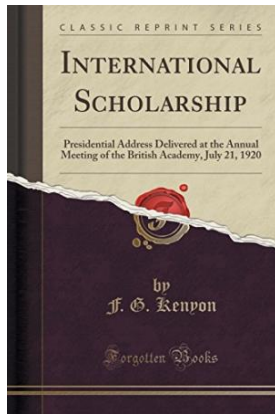 CLASSIC REPRINT SERIES
INTERNATIONAL
SCHOLARSHIP
Presidential Address Delivered at the Annual
Meeting of the British Academy, July 21, 1920
by
F. G. Kenyon
Forgotten Books